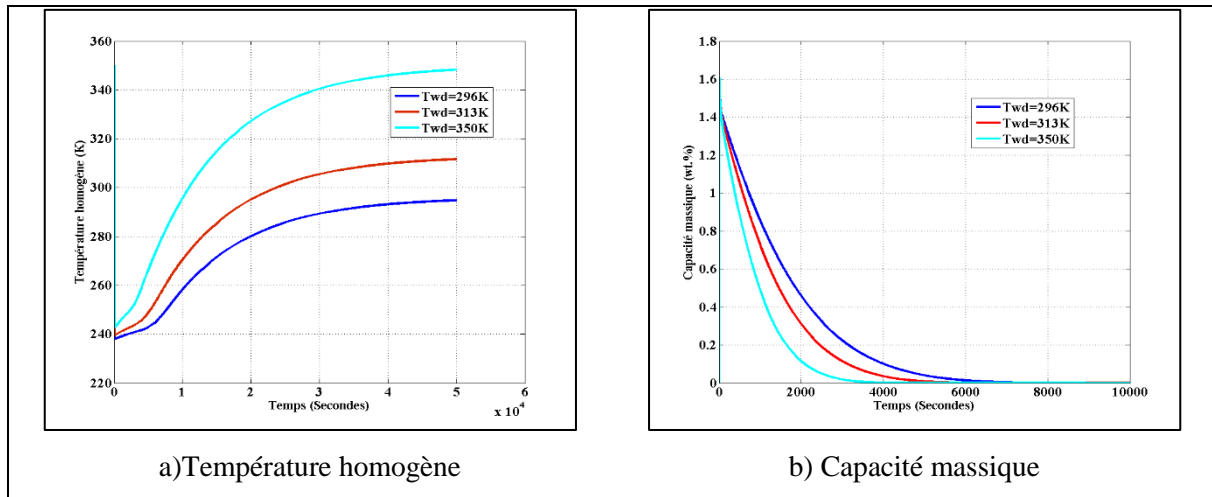 360
340
320
300
280
260
240
220
Température homogène (K)
Twd=296K
Twd=313K
Twd=350K
0
1
2
3
4
5
6
Temps (Secondes)
x 10^4
a)Température homogène
1.8
1.6
1.4
1.2
1
0.8
0.6
0.4
0.2
0
Capacité massique (wt.%)
Twd=296K
Twd=313K
Twd=350K
0
2000
4000
6000
8000
10000
Temps (Secondes)
b) Capacité massique